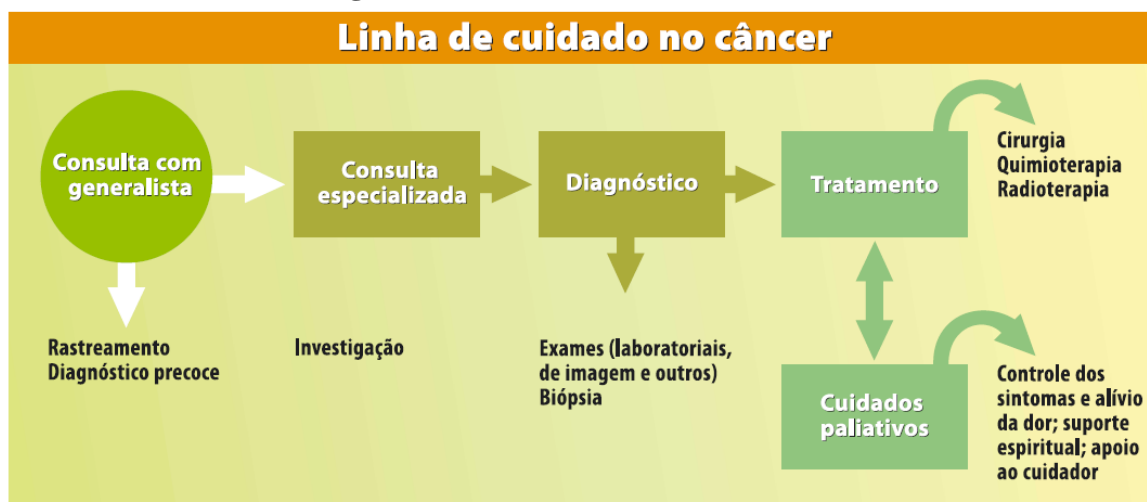 Linha de cuidado no câncer
Consulta com
generalista
Rastreamento
Diagnóstico precoce
Consulta
especializada
Investigação
Diagnóstico
Exames (laboratoriais,
de imagem e outros)
Biópsia
Tratamento
Cirurgia
Quimioterapia
Radioterapia
Cuidados
paliativos
Controle dos
sintomas e alívio
da dor; suporte
espiritual; apoio
ao cuidador